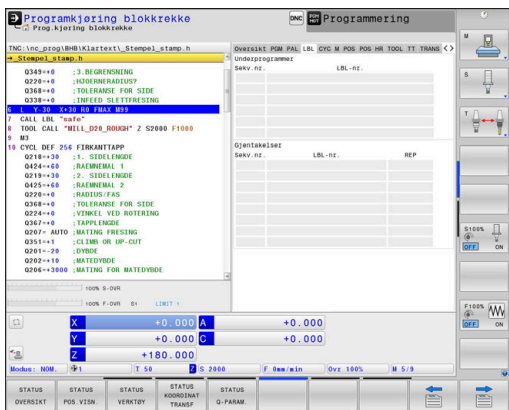 Programkjøring blokkrekke
Prog.kjøring blokkrekke
DNC
Programmering
TNC:\nc_prog\BHB\Klartext\_Stempel_stamp.h
→_Stempel_stamp.h
Q349=+0 ;3.BEGRENSNING
Q220=+0 ;HJOERNERADIUS?
Q368=+0 ;TOLERANSE FOR SIDE
Q338=+0 ;INFEED SLETTFRESING
6 L Y-30 X+30 R0 FMAX M99
7 CALL LBL "safe"
8 TOOL CALL "MILL_D20_ROUGH" Z S2000 F1000
9 M3
10 CYCL DEF 256 FIRKANTTAPP
Q218=+30 ;1. SIDELENGDE
Q424=+60 ;RAEMNEMAL 1
Q219=+30 ;2. SIDELENGDE
Q425=+60 ;RAEMNEMAL 2
Q220=+0 ;RADIUS/FAS
Q368=+0 ;TOLERANSE FOR SIDE
Q224=+0 ;VINKEL VED ROTERING
Q367=+0 ;TAPPLENGDE
Q207= AUTO ;MATING FRESING
Q351=+1 ;CLIMB OR UP-CUT
Q201=-20 ;DYBDE
Q202=+10 ;MATEDYBDE
Q206=+3000 ;MATING FOR MATEDYBDE
Oversikt PGM PAL LBL CYC M POS POS HR TOOL TT TRANS
Underprogrammer
Sekv.nr. LBL-nr.
Gjentakelser
Sekv.nr. LBL-nr. REP
100% S-OVR
100% F-OVR S1 LIMIT 1
X +0.000 A +0.000
Y +0.000 C +0.000
Z +180.000
Modus: NOM. 1 T 50 Z S 2000 F 0mm/min Ovr 100% M 5/9
STATUS OVERSIKT
STATUS POS.VISN.
STATUS VERKTØY
STATUS KOORDINAT TRANSF
STATUS Q-PARAM.
M
S
T
S100%
OFF ON
F100%
OFF ON